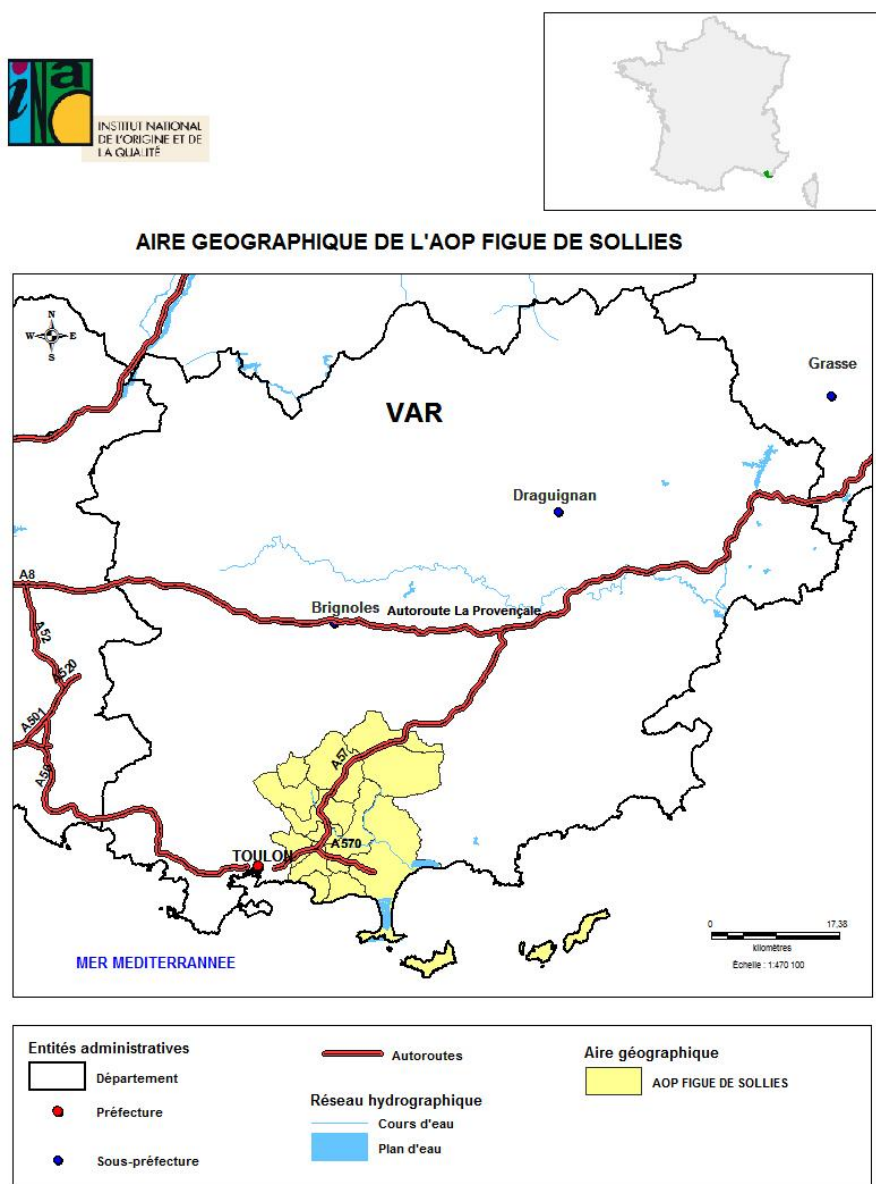 INAO
INSTITUT NATIONAL
DE L'ORIGINE ET DE
LA QUALITÉ
AIRE GEOGRAPHIQUE DE L'AOP FIGUE DE SOLLIES
N
W
E
S
Grasse
VAR
Draguignan
A8
Brignoles
Autoroute La Provençale
A52
A520
A501
A50
A57
A570
TOULON
MER MEDITERRANNEE
0
17,38
kilomètres
Échelle : 1:470 100
Entités administratives
Département
Préfecture
Sous-préfecture
Autoroutes
Réseau hydrographique
Cours d'eau
Plan d'eau
Aire géographique
AOP FIGUE DE SOLLIES